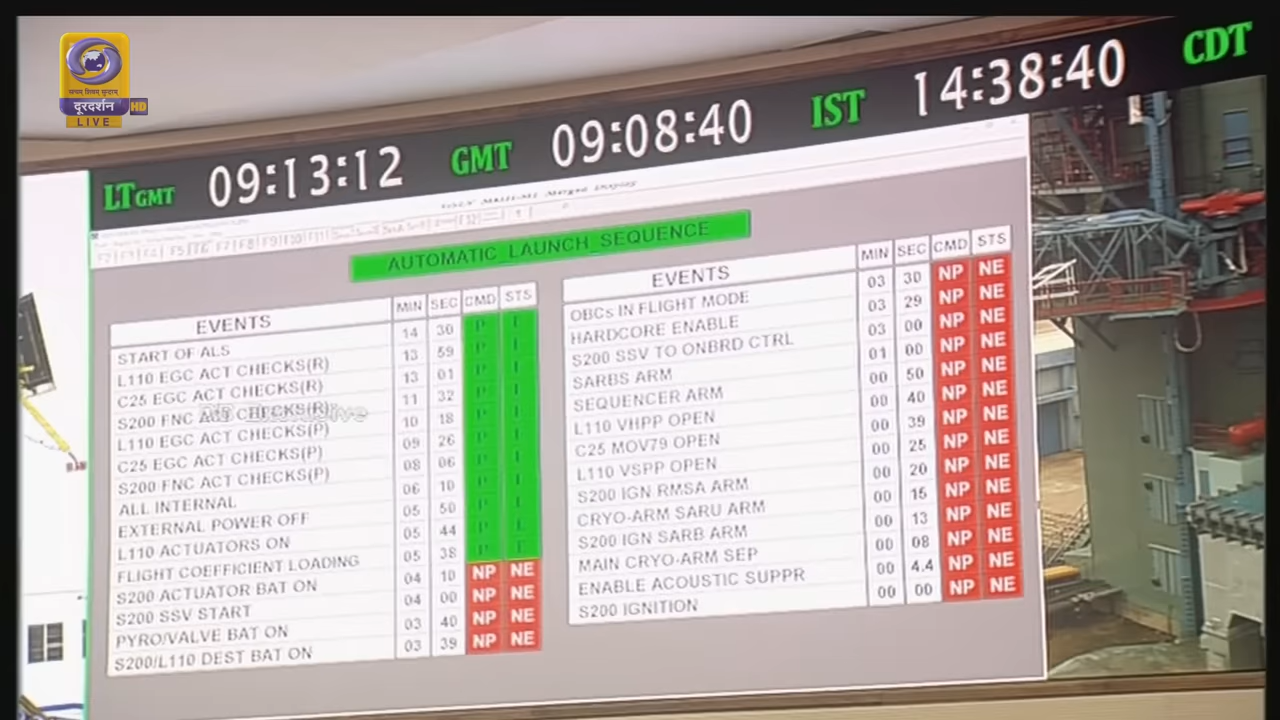 सत्यम् शिवम् सुन्दरम्
दूरदर्शन HD
LIVE
LTGMT 09:13:12 GMT 09:08:40 IST 14:38:40 CDT
AUTOMATIC_LAUNCH_SEQUENCE
EVENTS MIN SEC CMD STS
START OF ALS 14 30 P E
L110 EGC ACT CHECKS(R) 13 59 P E
C25 EGC ACT CHECKS(R) 13 01 P E
S200 FNC ACT CHECKS(R) 11 32 P E
L110 EGC ACT CHECKS(P) 10 18 P E
C25 EGC ACT CHECKS(P) 09 26 P E
S200 FNC ACT CHECKS(P) 08 06 P E
ALL INTERNAL 06 10 P E
EXTERNAL POWER OFF 05 50 P E
L110 ACTUATORS ON 05 44 P E
FLIGHT COEFFICIENT LOADING 05 38 P E
S200 ACTUATOR BAT ON 04 10 NP NE
S200 SSV START 04 00 NP NE
PYRO/VALVE BAT ON 03 40 NP NE
S200/L110 DEST BAT ON 03 39 NP NE
EVENTS MIN SEC CMD STS
OBCs IN FLIGHT MODE 03 30 NP NE
HARDCORE ENABLE 03 29 NP NE
S200 SSV TO ONBRD CTRL 03 00 NP NE
SARBS ARM 01 00 NP NE
SEQUENCER ARM 00 50 NP NE
L110 VHPP OPEN 00 40 NP NE
C25 MOV79 OPEN 00 39 NP NE
L110 VSPP OPEN 00 25 NP NE
S200 IGN RMSA ARM 00 20 NP NE
CRYO-ARM SARU ARM 00 15 NP NE
S200 IGN SARB ARM 00 13 NP NE
MAIN CRYO-ARM SEP 00 08 NP NE
ENABLE ACOUSTIC SUPPR 00 4.4 NP NE
S200 IGNITION 00 00 NP NE